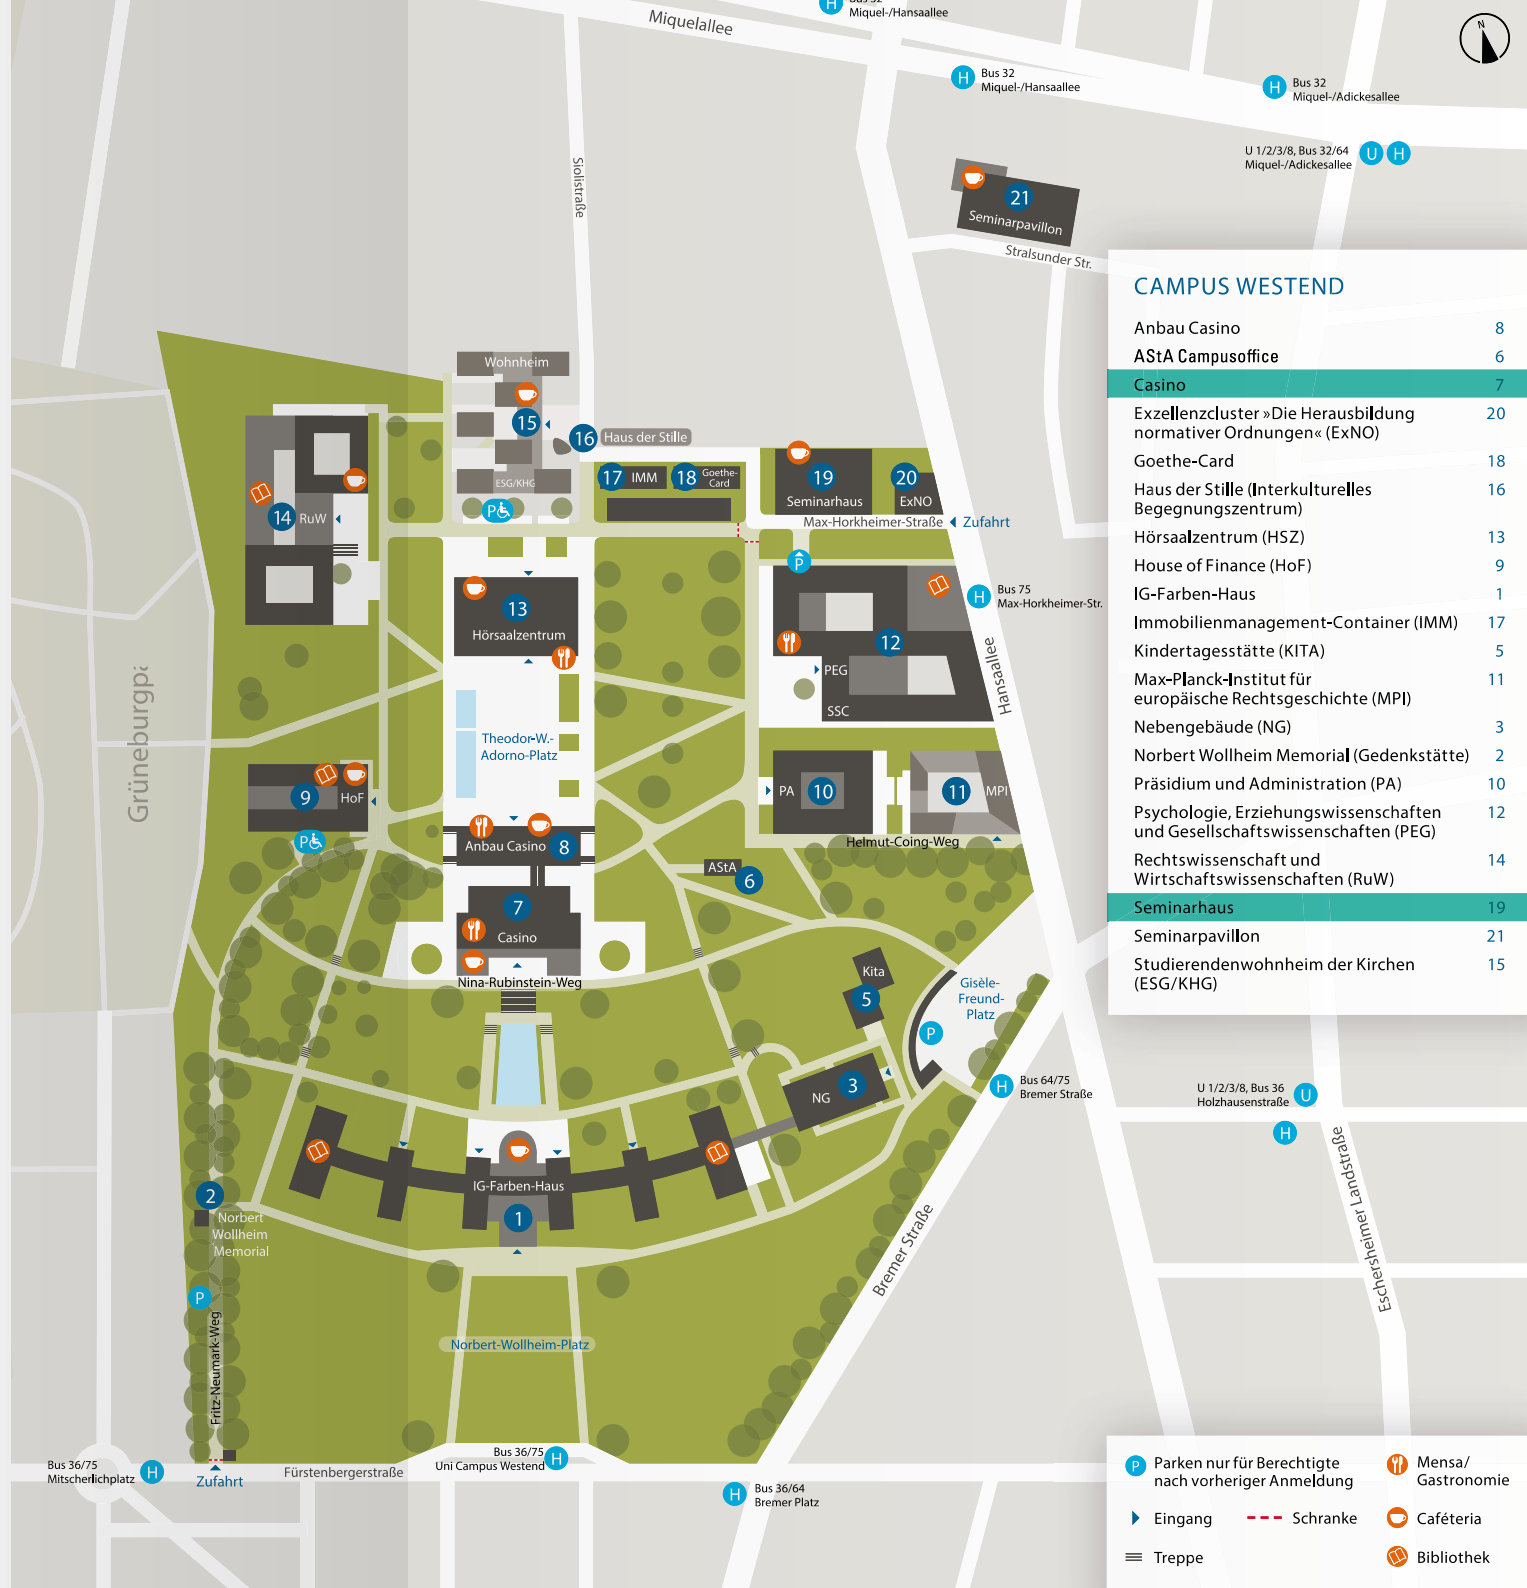 Bus 32
Miquel-/Hansaallee
Miquelallee
N
H
Bus 32
Miquel-/Hansaallee
H
Bus 32
Miquel-/Adickesallee
H
U 1/2/3/8, Bus 32/64
Miquel-/Adickesallee
U
H
Siolistraße
21
Seminarpavillon
Stralsunder Str.
CAMPUS WESTEND
Anbau Casino 8
AStA Campusoffice 6
Casino 7
Exzellenzcluster »Die Herausbildung 20
normativer Ordnungen« (ExNO)
Goethe-Card 18
Haus der Stille (Interkulturelles 16
Begegnungszentrum)
Hörsaalzentrum (HSZ) 13
House of Finance (HoF) 9
IG-Farben-Haus 1
Immobilienmanagement-Container (IMM) 17
Kindertagesstätte (KITA) 5
Max-Planck-Institut für 11
europäische Rechtsgeschichte (MPI)
Nebengebäude (NG) 3
Norbert Wollheim Memorial (Gedenkstätte) 2
Präsidium und Administration (PA) 10
Psychologie, Erziehungswissenschaften 12
und Gesellschaftswissenschaften (PEG)
Rechtswissenschaft und 14
Wirtschaftswissenschaften (RuW)
Seminarhaus 19
Seminarpavillon 21
Studierendenwohnheim der Kirchen 15
(ESG/KHG)
Wohnheim
15
16 Haus der Stille
ESG/KHG
P
17 IMM
18 Goethe-
Card
19
Seminarhaus
20
ExNO
14 RuW
Max-Horkheimer-Straße
Zufahrt
P
H
Bus 75
Max-Horkheimer-Str.
13
Hörsaalzentrum
12
PEG
SSC
Hansaallee
Grüneburgpa
Theodor-W.-
Adorno-Platz
9
HoF
P
PA 10
11 MPI
Helmut-Coing-Weg
Anbau Casino 8
AStA
6
7
Casino
Nina-Rubinstein-Weg
Kita
5
Gisèle-
Freund-
Platz
P
3
NG
H
Bus 64/75
Bremer Straße
U 1/2/3/8, Bus 36
Holzhausenstraße
U
H
Eschersheimer Landstraße
IG-Farben-Haus
1
2
Norbert
Wollheim
Memorial
P
Fritz-Neumark-Weg
Bremer Straße
Norbert-Wollheim-Platz
Bus 36/75
Mitscherlichplatz
H
Zufahrt
Fürstenbergerstraße
Bus 36/75
Uni Campus Westend
H
H
Bus 36/64
Bremer Platz
P
Parken nur für Berechtigte
nach vorheriger Anmeldung
Mensa/
Gastronomie
Eingang
Schranke
Caféteria
Treppe
Bibliothek